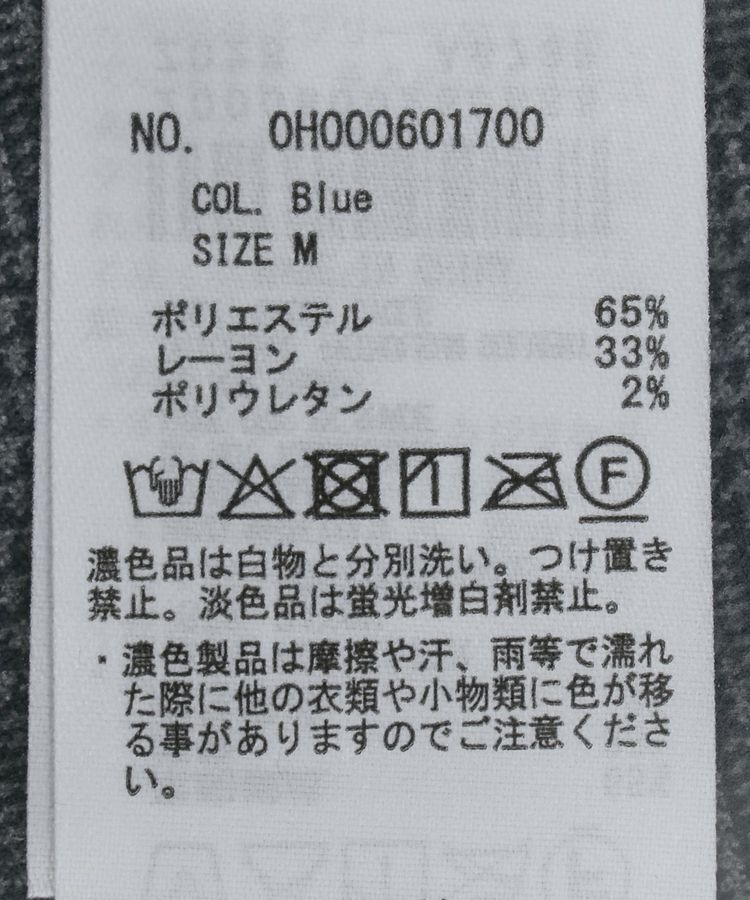 NO. 0H000601700
COL. Blue
SIZE M
ポリエステル 65%
レーヨン 33%
ポリウレタン 2%
F
濃色品は白物と分別洗い。つけ置き
禁止。淡色品は蛍光増白剤禁止。
・濃色製品は摩擦や汗、雨等で濡れ
た際に他の衣類や小物類に色が移
る事がありますのでご注意くださ
い。